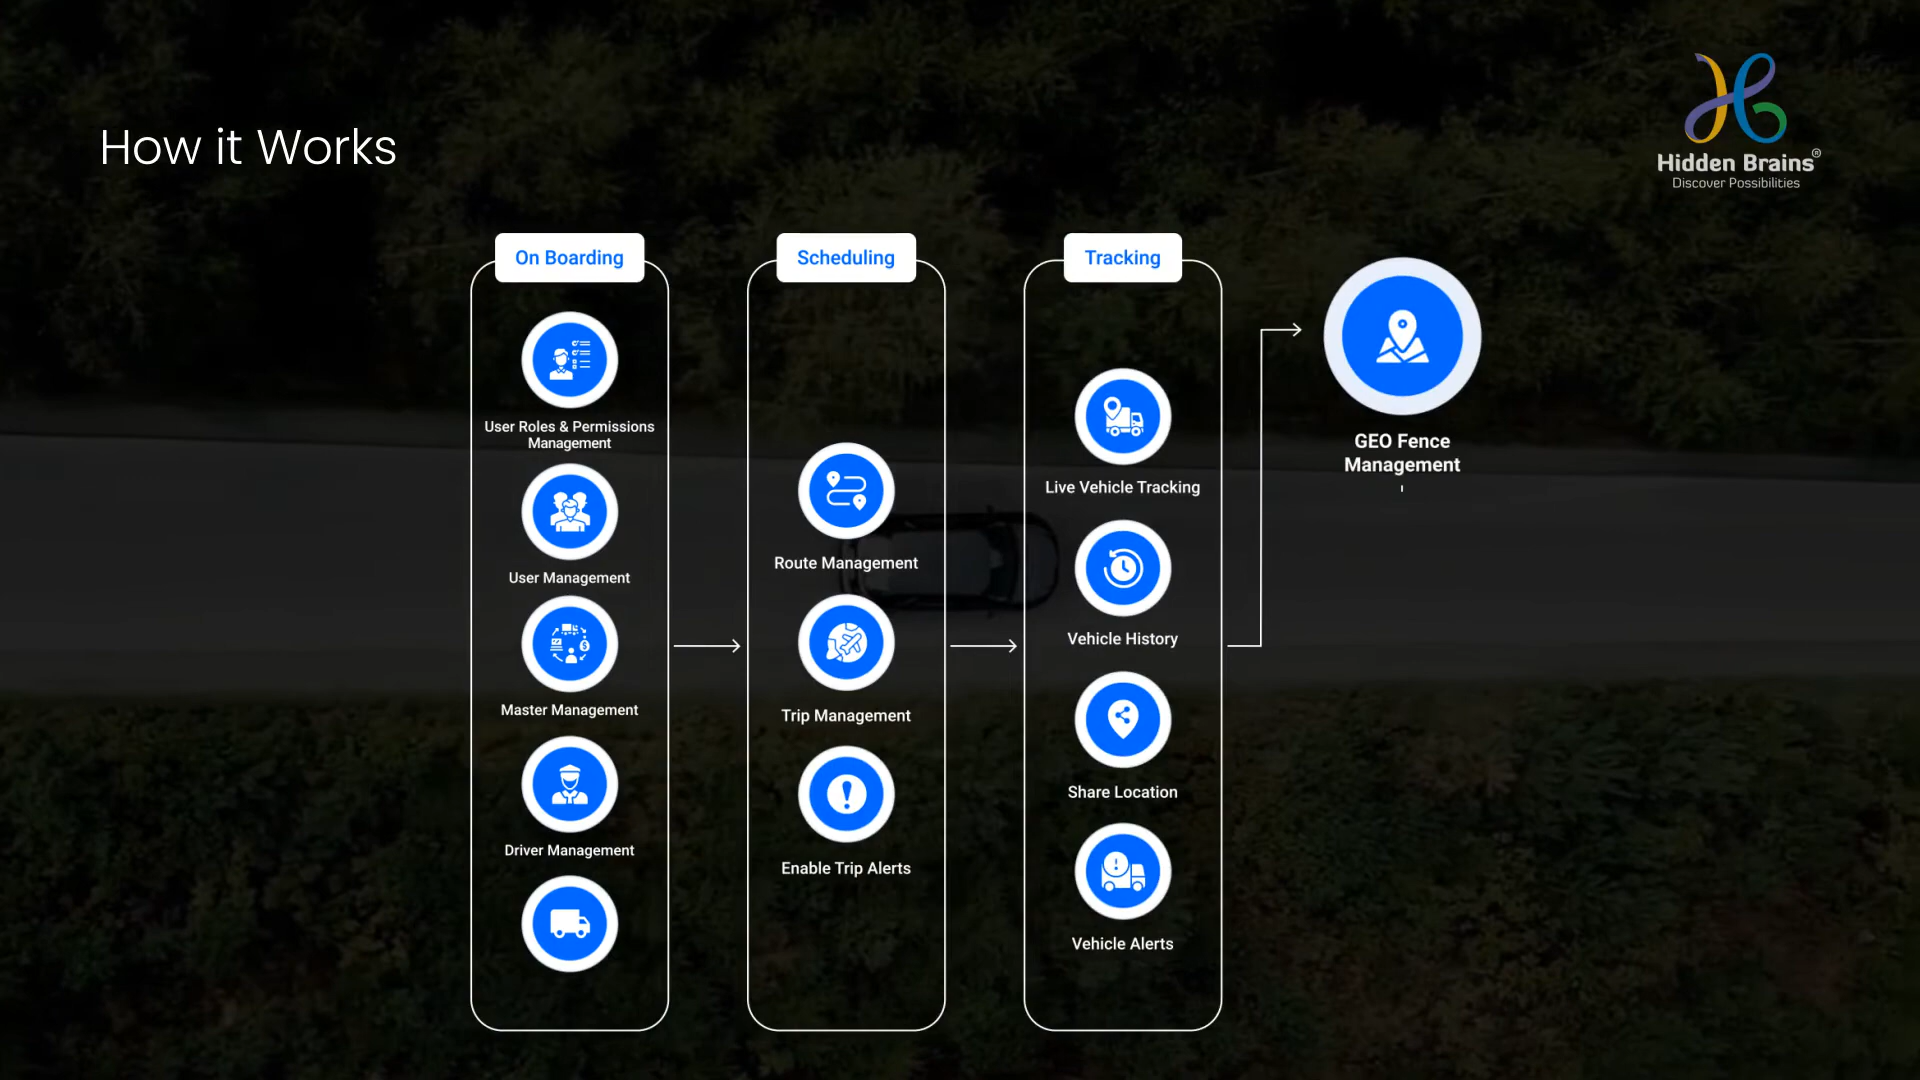 How it Works
Hidden Brains®
Discover Possibilities
On Boarding
User Roles & Permissions
Management
User Management
Master Management
Driver Management
Scheduling
Route Management
Trip Management
Enable Trip Alerts
Tracking
Live Vehicle Tracking
Vehicle History
Share Location
Vehicle Alerts
GEO Fence
Management